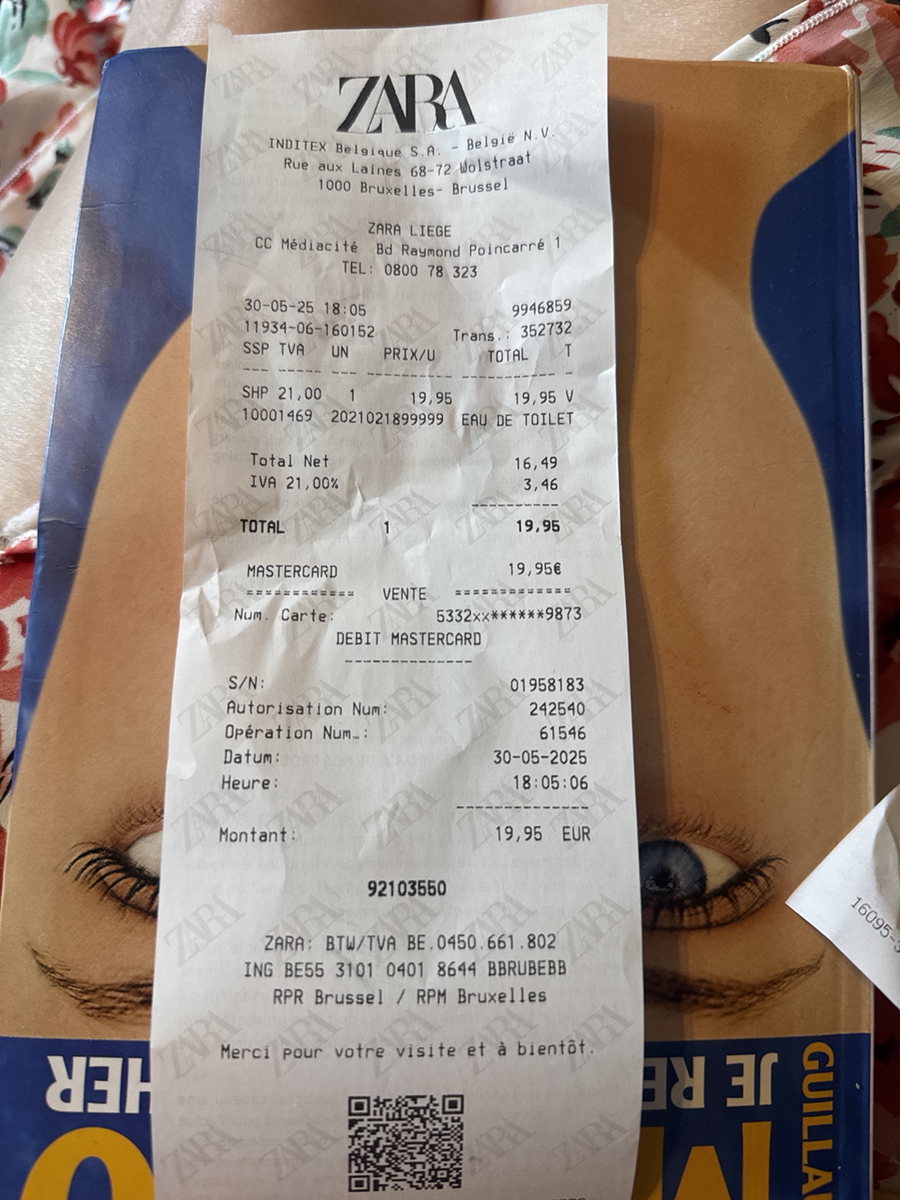 ZARA
INDITEX Belgique S.A. - België N.V.
Rue aux Laines 68-72 Wolstraat
1000 Bruxelles- Brussel
ZARA LIEGE
CC Médiacité Bd Raymond Poincarré 1
TEL: 0800 78 323
30-05-25 18:05 9946859
11934-06-160152 Trans.: 352732
SSP TVA UN PRIX/U TOTAL T
--- ----- --- --------- ----------- -
SHP 21,00 1 19,95 19,95 V
10001469 2021021899999 EAU DE TOILET
Total Net 16,49
IVA 21,00% 3,46
----------
TOTAL 1 19,95
MASTERCARD 19,95€
============ VENTE =============
Num. Carte: 5332xx******9873
DEBIT MASTERCARD
--------------
S/N: 01958183
Autorisation Num: 242540
Opération Num.: 61546
Datum: 30-05-2025
Heure: 18:05:06
--------------
Montant: 19,95 EUR
92103550
ZARA: BTW/TVA BE.0450.661.802
ING BE55 3101 0401 8644 BBRUBEBB
RPR Brussel / RPM Bruxelles
Merci pour votre visite et à bientôt.
GUILLA
JE RE HER
M O
16095-3